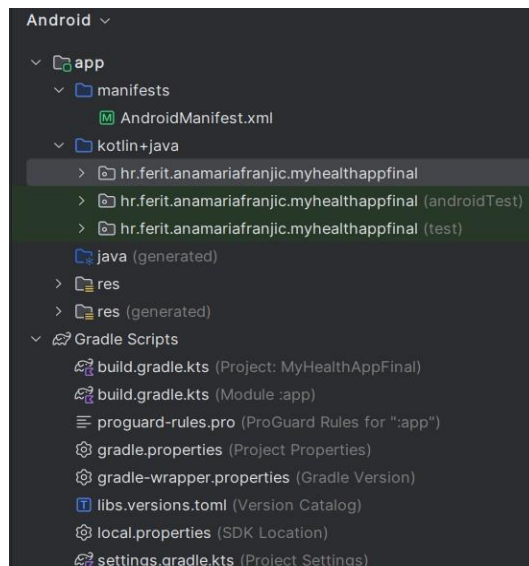 Android
app
manifests
AndroidManifest.xml
kotlin+java
hr.ferit.anamariafranjic.myhealthappfinal
hr.ferit.anamariafranjic.myhealthappfinal (androidTest)
hr.ferit.anamariafranjic.myhealthappfinal (test)
java (generated)
res
res (generated)
Gradle Scripts
build.gradle.kts (Project: MyHealthAppFinal)
build.gradle.kts (Module :app)
proguard-rules.pro (ProGuard Rules for ":app")
gradle.properties (Project Properties)
gradle-wrapper.properties (Gradle Version)
libs.versions.toml (Version Catalog)
local.properties (SDK Location)
settings.gradle.kts (Project Settings)